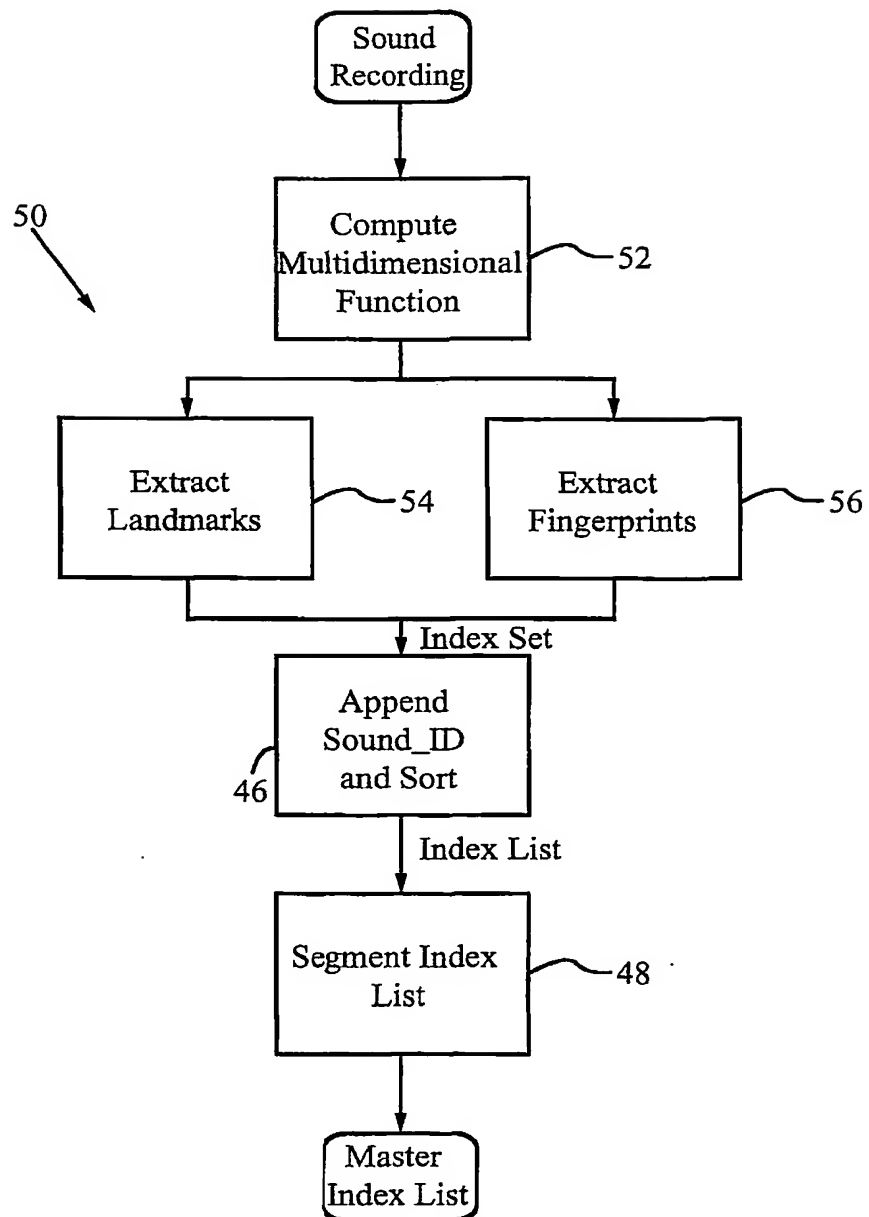 Sound
Recording
50
Compute
Multidimensional
Function
52
Extract
Landmarks
54
Extract
Fingerprints
56
Index Set
Append
Sound_ID
and Sort
46
Index List
Segment Index
List
48
Master
Index List